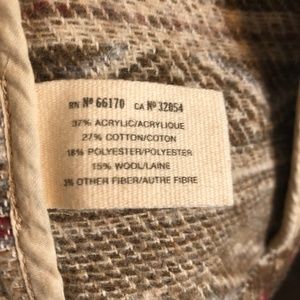 RN Nº 66170 CA Nº 32054
37% ACRYLIC/ACRYLIQUE
27% COTTON/COTON
18% POLYESTER/POLYESTER
15% WOOL/LAINE
3% OTHER FIBER/AUTRE FIBRE